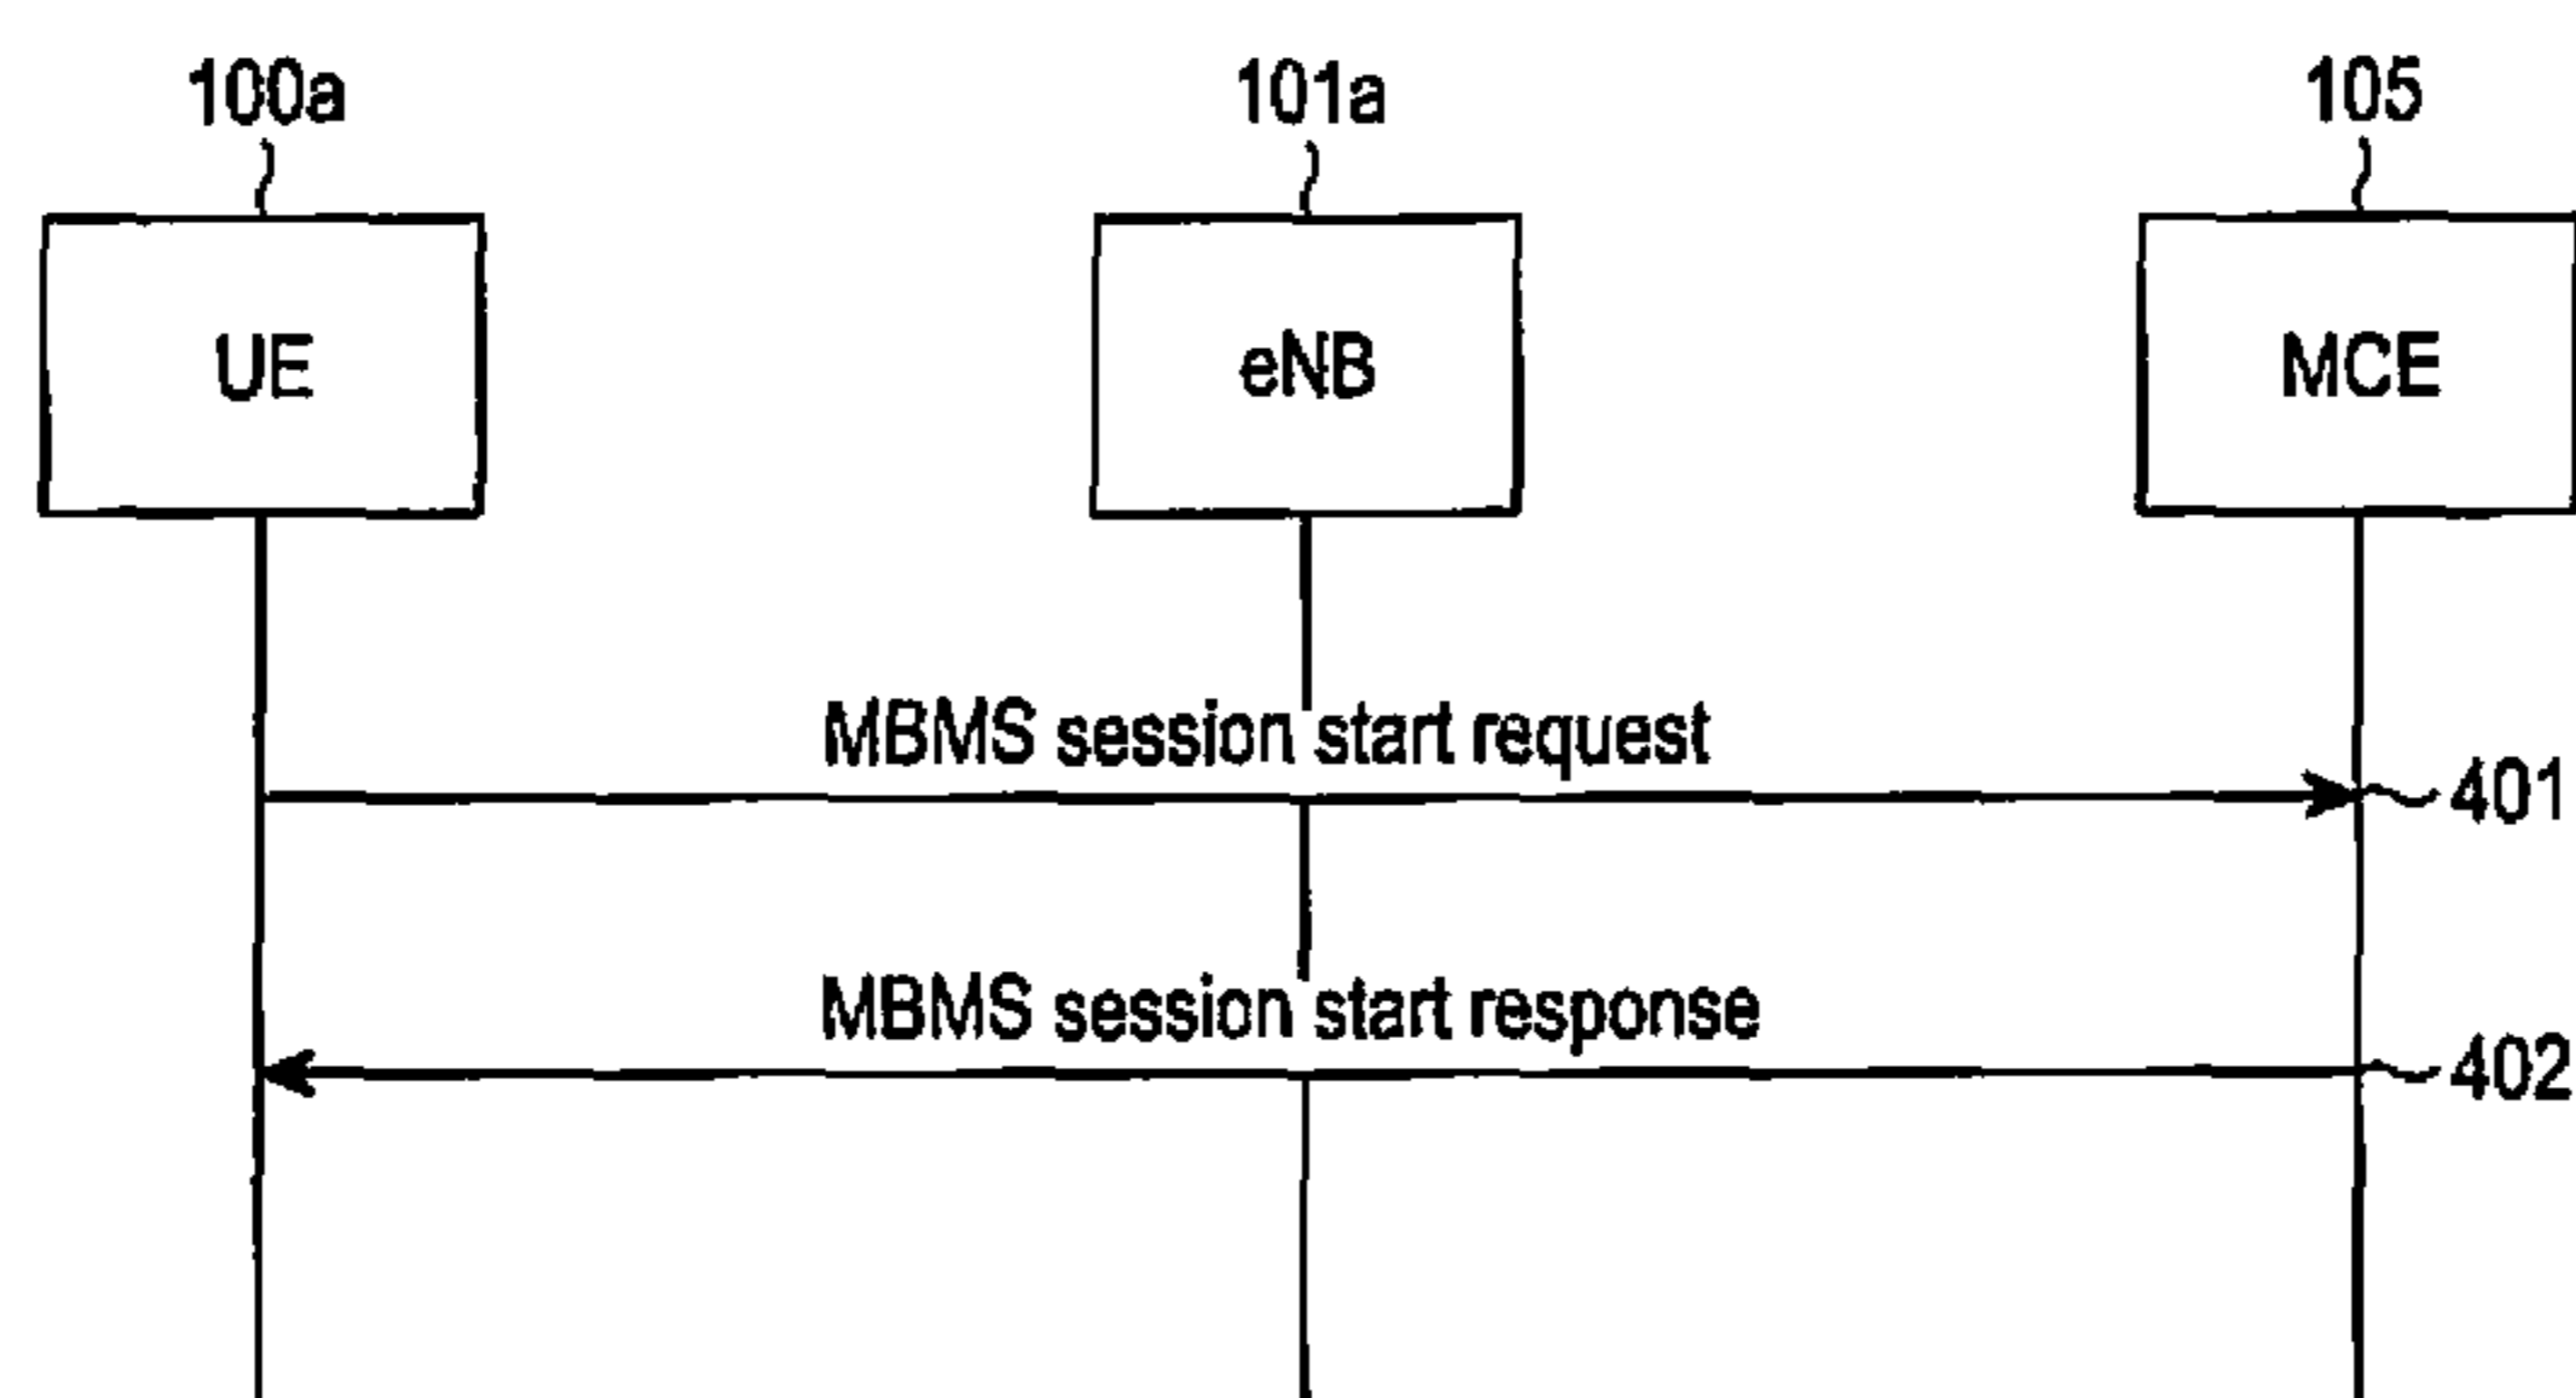 100a
101a
105
UE
eNB
MCE
MBMS session start request
401
MBMS session start response
402